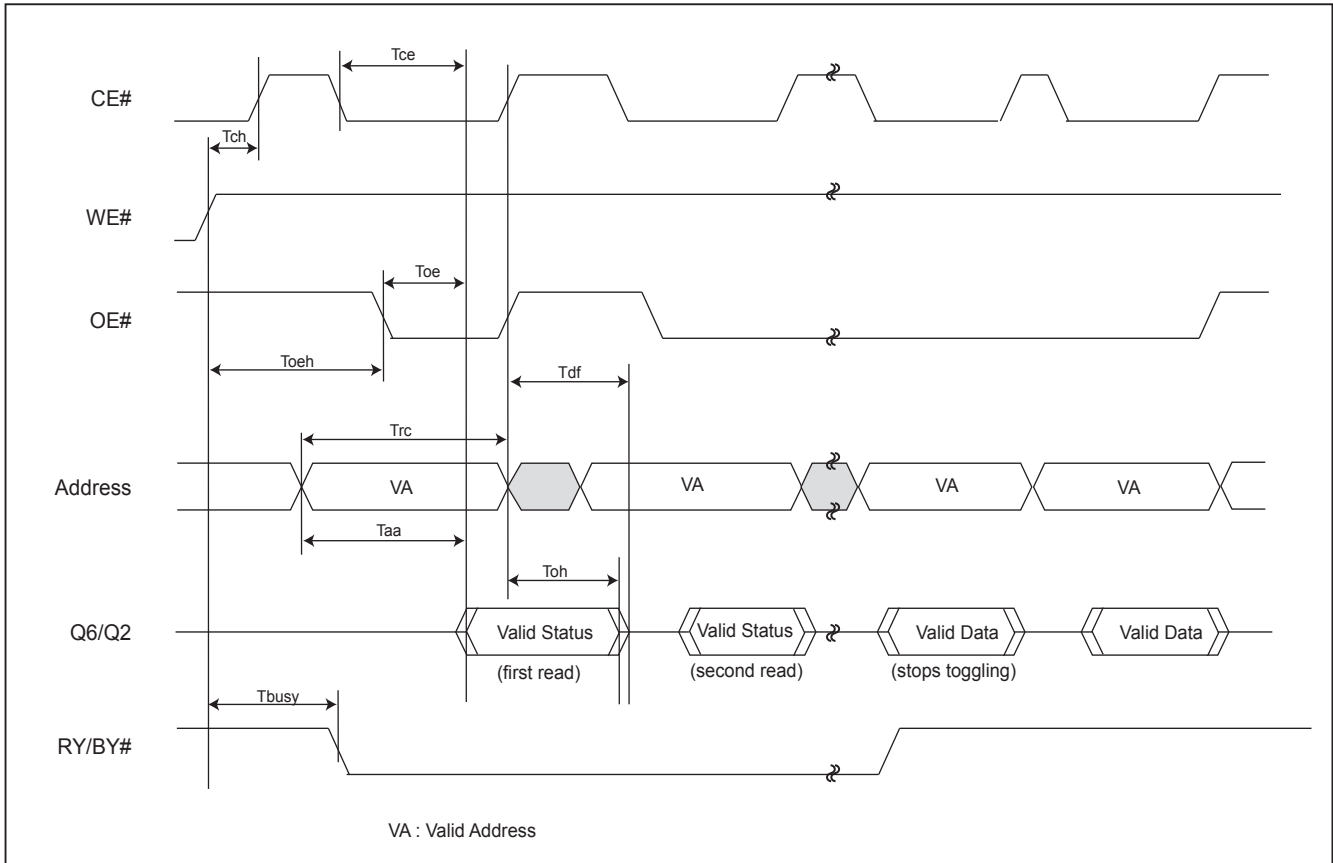 Tce
CE#
Tch
WE#
Toe
OE#
Toeh
Tdf
Trc
Address
VA
VA
VA
VA
Taa
Toh
Q6/Q2
Valid Status
Valid Status
Valid Data
Valid Data
(first read)
(second read)
(stops toggling)
Tbusy
RY/BY#
VA : Valid Address